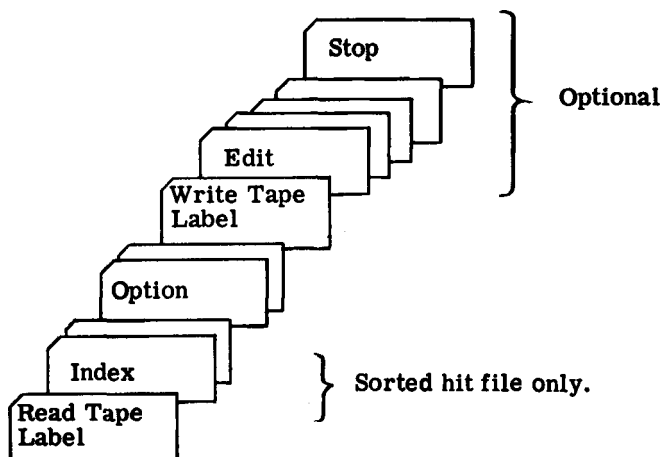 Stop
Optional
Edit
Write Tape
Label
Option
Index
Sorted hit file only.
Read Tape
Label